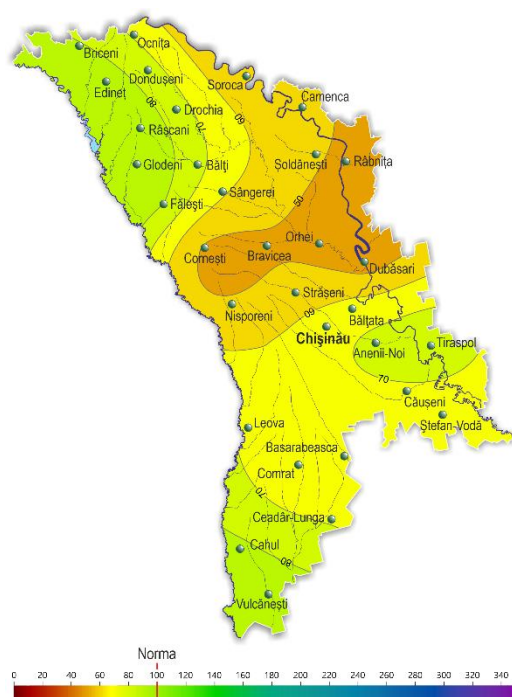 Ocnița
Briceni
Dondușeni
Soroca
Edineț
Camenca
80
70
60
Drochia
Râșcani
Șoldănești
Râbnița
Glodeni
Bălți
Sângerei
50
Fălești
Orhei
Cornești
Bravicea
Dubăsari
Strășeni
60
Nisporeni
Bălțata
Chişinău
Anenii-Noi
Tiraspol
70
Căușeni
Ștefan-Vodă
Leova
Basarabeasca
Comrat
70
Ceadâr-Lunga
Cahul
80
Vulcănești
Norma
0 20 40 60 80 100 120 140 160 180 200 220 240 260 280 300 320 340